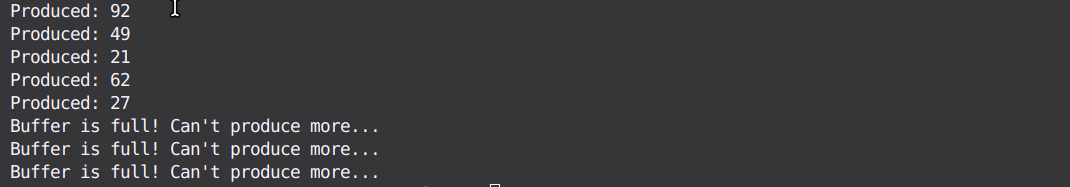 Produced: 92
Produced: 49
Produced: 21
Produced: 62
Produced: 27
Buffer is full! Can't produce more...
Buffer is full! Can't produce more...
Buffer is full! Can't produce more...